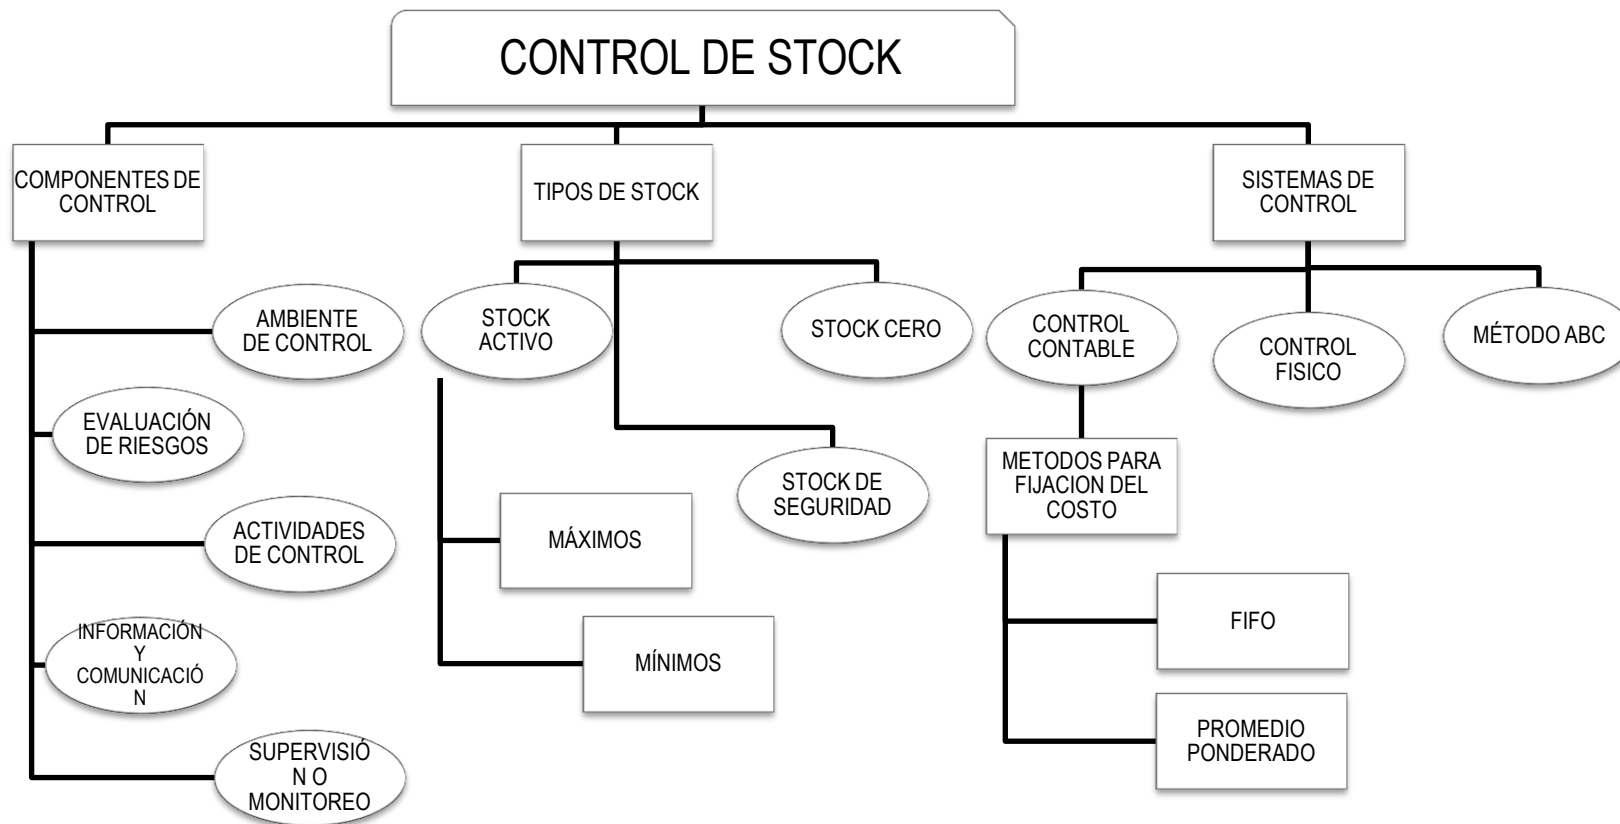 CONTROL DE STOCK
COMPONENTES DE
CONTROL
TIPOS DE STOCK
SISTEMAS DE
CONTROL
AMBIENTE
DE CONTROL
EVALUACIÓN
DE RIESGOS
ACTIVIDADES
DE CONTROL
INFORMACIÓN
Y
COMUNICACIÓ
N
SUPERVISIÓ
N O
MONITOREO
STOCK
ACTIVO
STOCK CERO
STOCK DE
SEGURIDAD
MÁXIMOS
MÍNIMOS
CONTROL
CONTABLE
CONTROL
FISICO
MÉTODO ABC
METODOS PARA
FIJACION DEL
COSTO
FIFO
PROMEDIO
PONDERADO